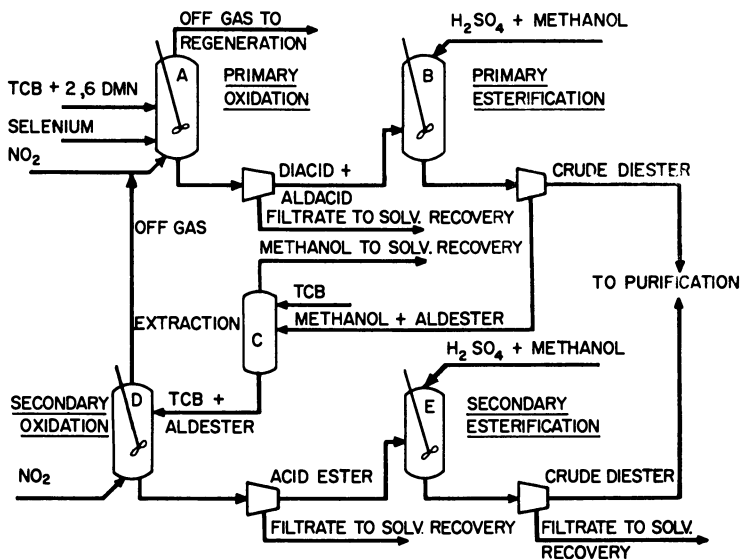 OFF GAS TO
REGENERATION
H₂SO₄ + METHANOL
A
PRIMARY
OXIDATION
B
PRIMARY
ESTERIFICATION
TCB + 2,6 DMN
SELENIUM
NO₂
DIACID +
ALDACID
CRUDE DIESTER
FILTRATE TO SOLV. RECOVERY
OFF GAS
METHANOL TO SOLV. RECOVERY
TCB
TO PURIFICATION
EXTRACTION
C
METHANOL + ALDESTER
H₂SO₄ + METHANOL
SECONDARY
OXIDATION
D
TCB +
ALDESTER
E
SECONDARY
ESTERIFICATION
NO₂
ACID ESTER
CRUDE DIESTER
FILTRATE TO SOLV. RECOVERY
FILTRATE TO SOLV.
RECOVERY